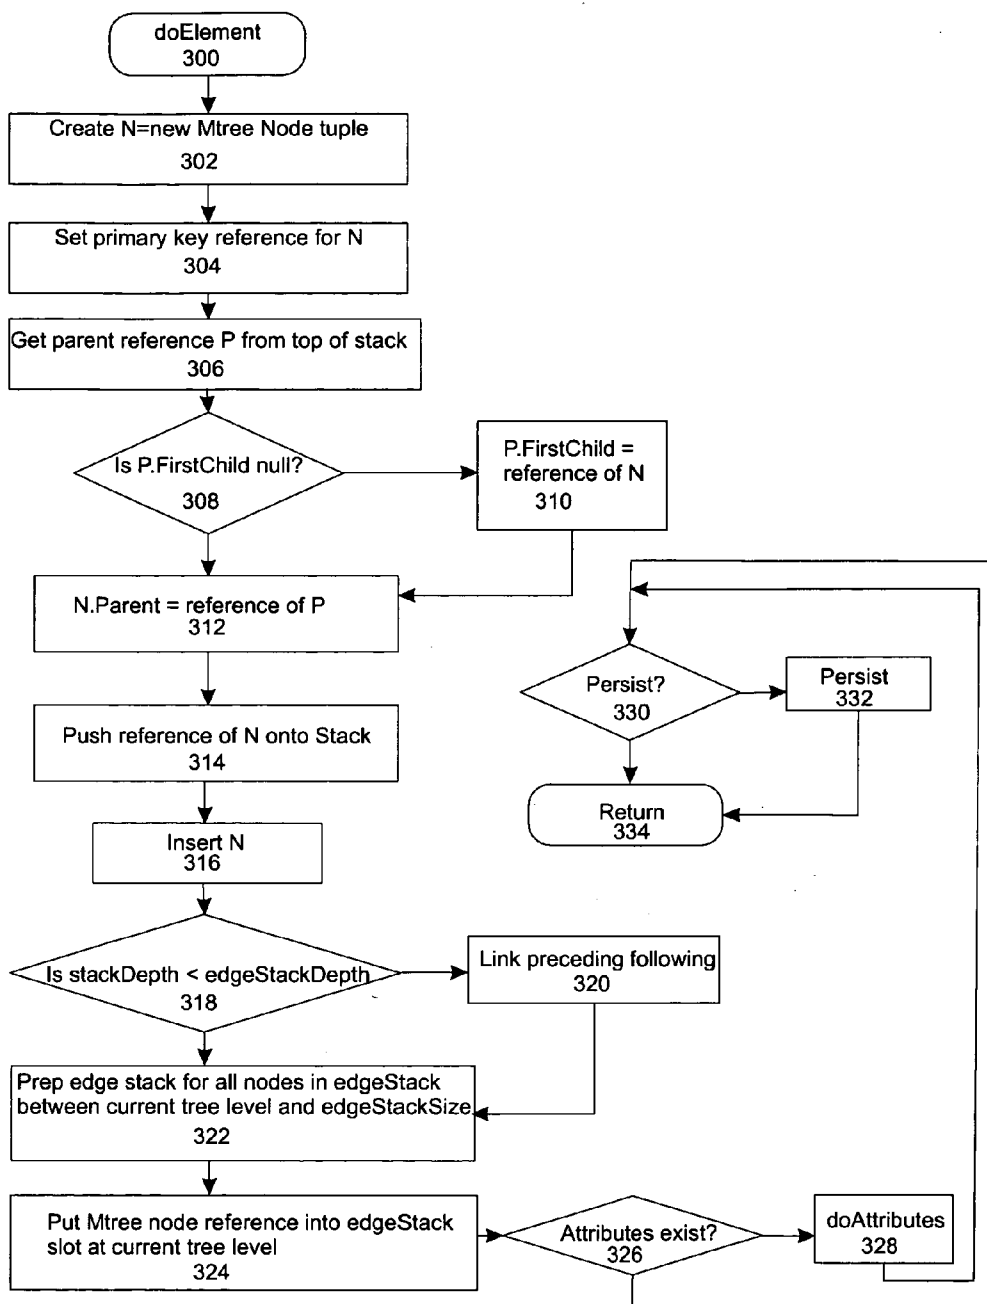 doElement
300
Create N=new Mtree Node tuple
302
Set primary key reference for N
304
Get parent reference P from top of stack
306
Is P.FirstChild null?
308
P.FirstChild =
reference of N
310
N.Parent = reference of P
312
Push reference of N onto Stack
314
Insert N
316
Is stackDepth < edgeStackDepth
318
Link preceding following
320
Prep edge stack for all nodes in edgeStack
between current tree level and edgeStackSize
322
Put Mtree node reference into edgeStack
slot at current tree level
324
Attributes exist?
326
doAttributes
328
Persist?
330
Persist
332
Return
334